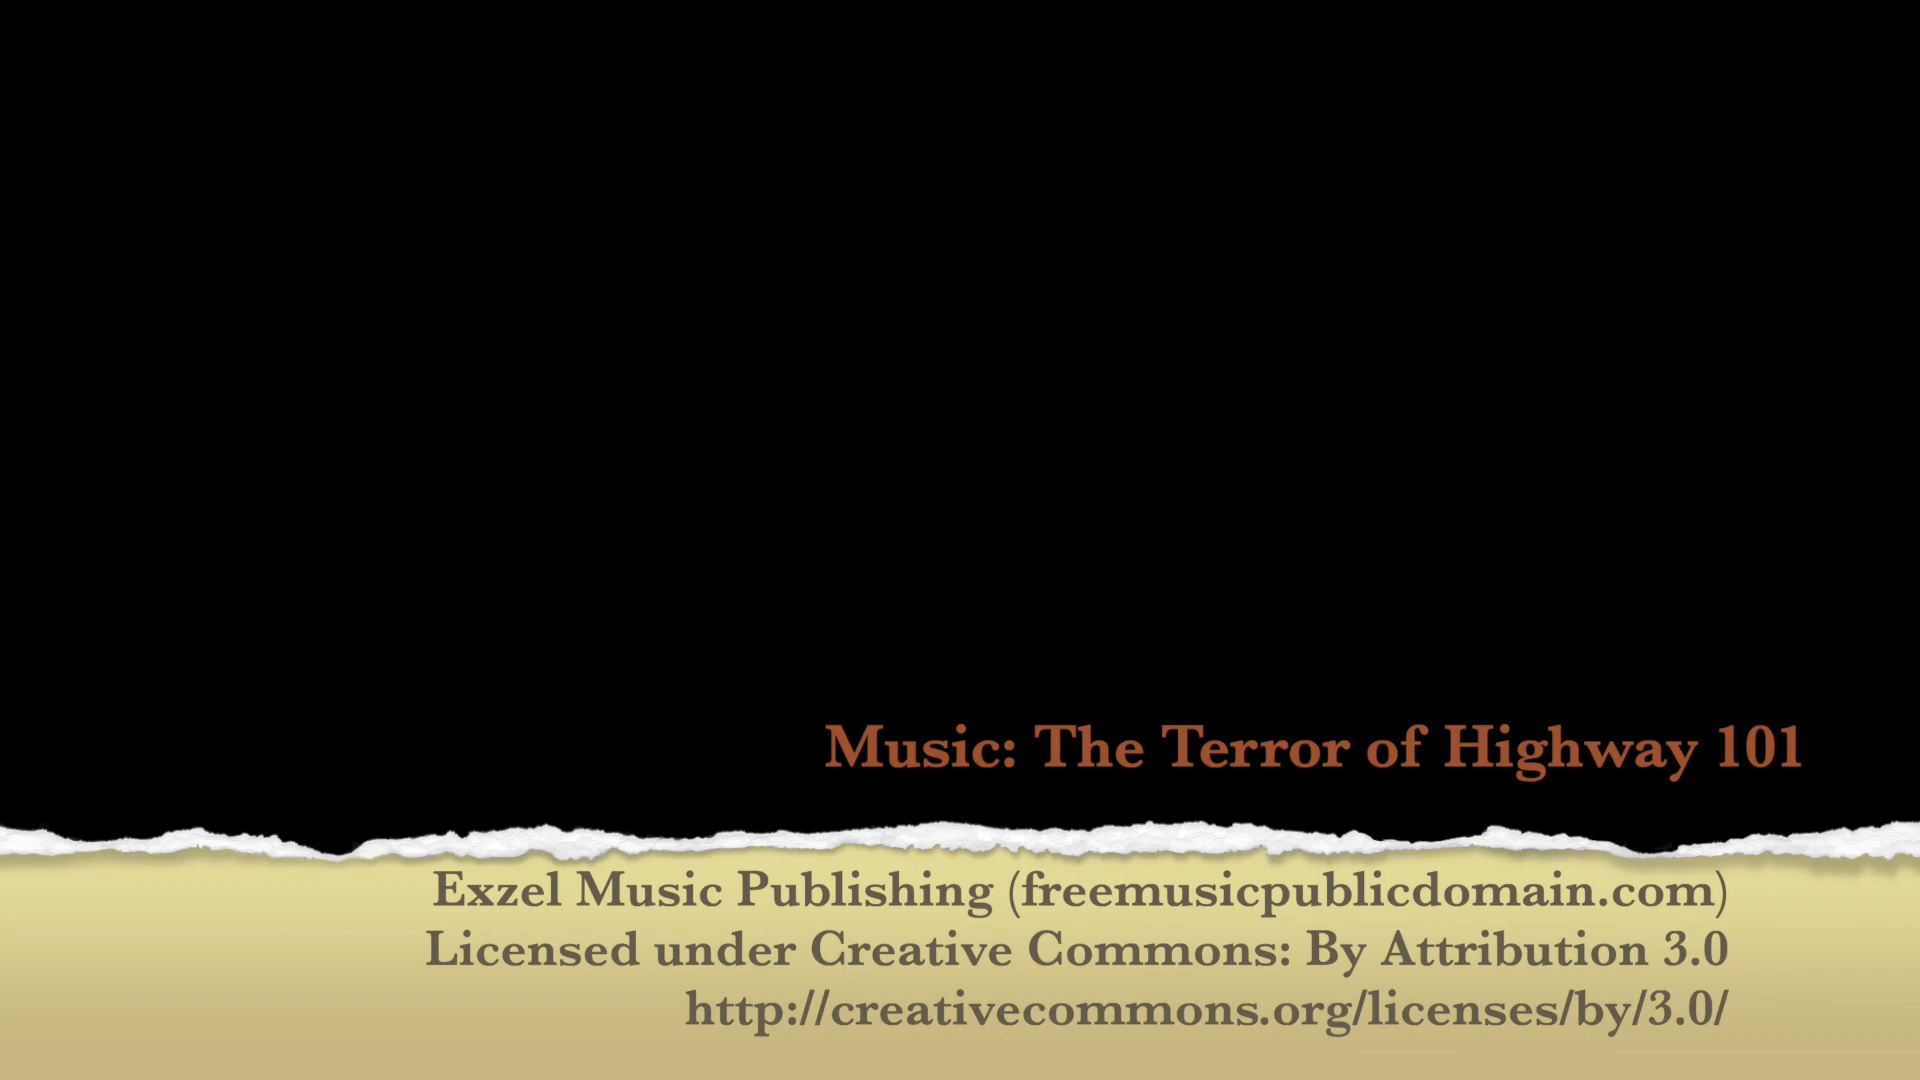 Music: The Terror of Highway 101
Exzel Music Publishing (freemusicpublicdomain.com)
Licensed under Creative Commons: By Attribution 3.0
http://creativecommons.org/licenses/by/3.0/